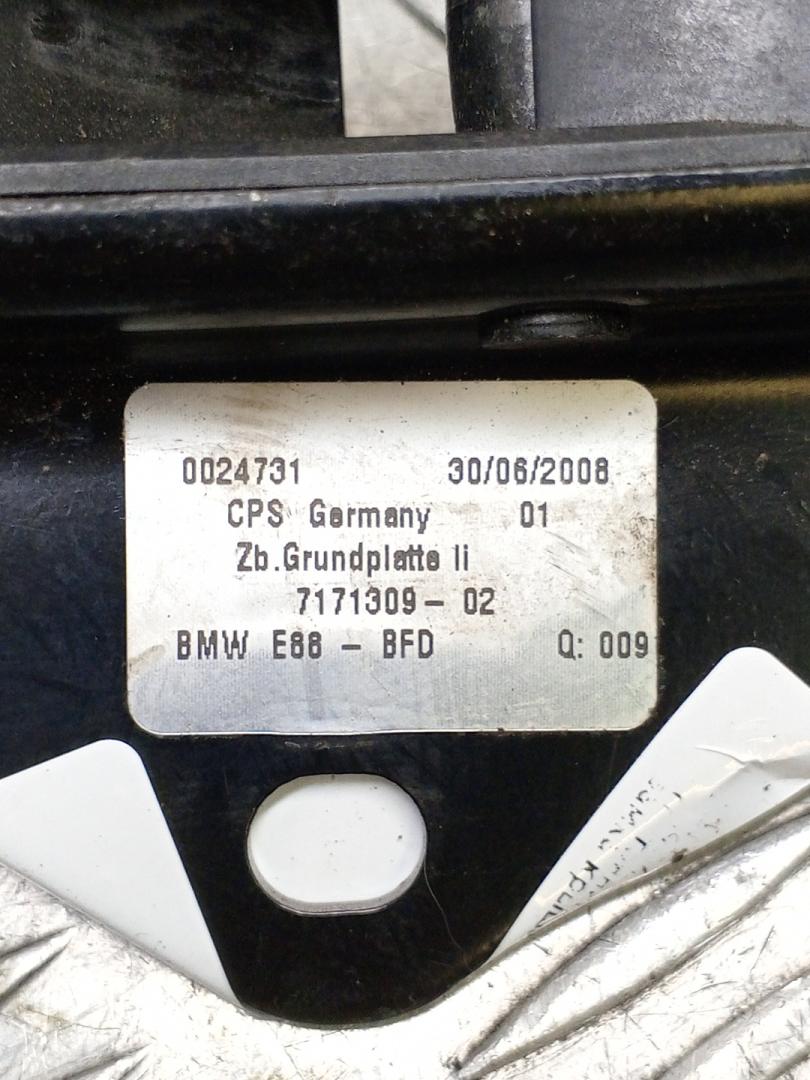 0024731 30/06/2008
CPS Germany 01
Zb.Grundplatte li
7171309- 02
BMW E88 - BFD Q: 009